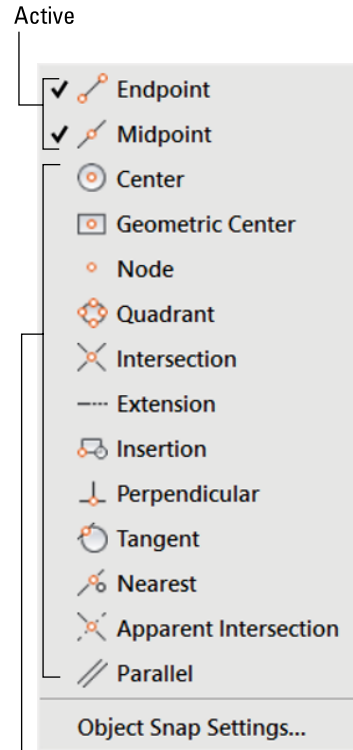 Active
Endpoint
Midpoint
Center
Geometric Center
Node
Quadrant
Intersection
Extension
Insertion
Perpendicular
Tangent
Nearest
Apparent Intersection
Parallel
Object Snap Settings...